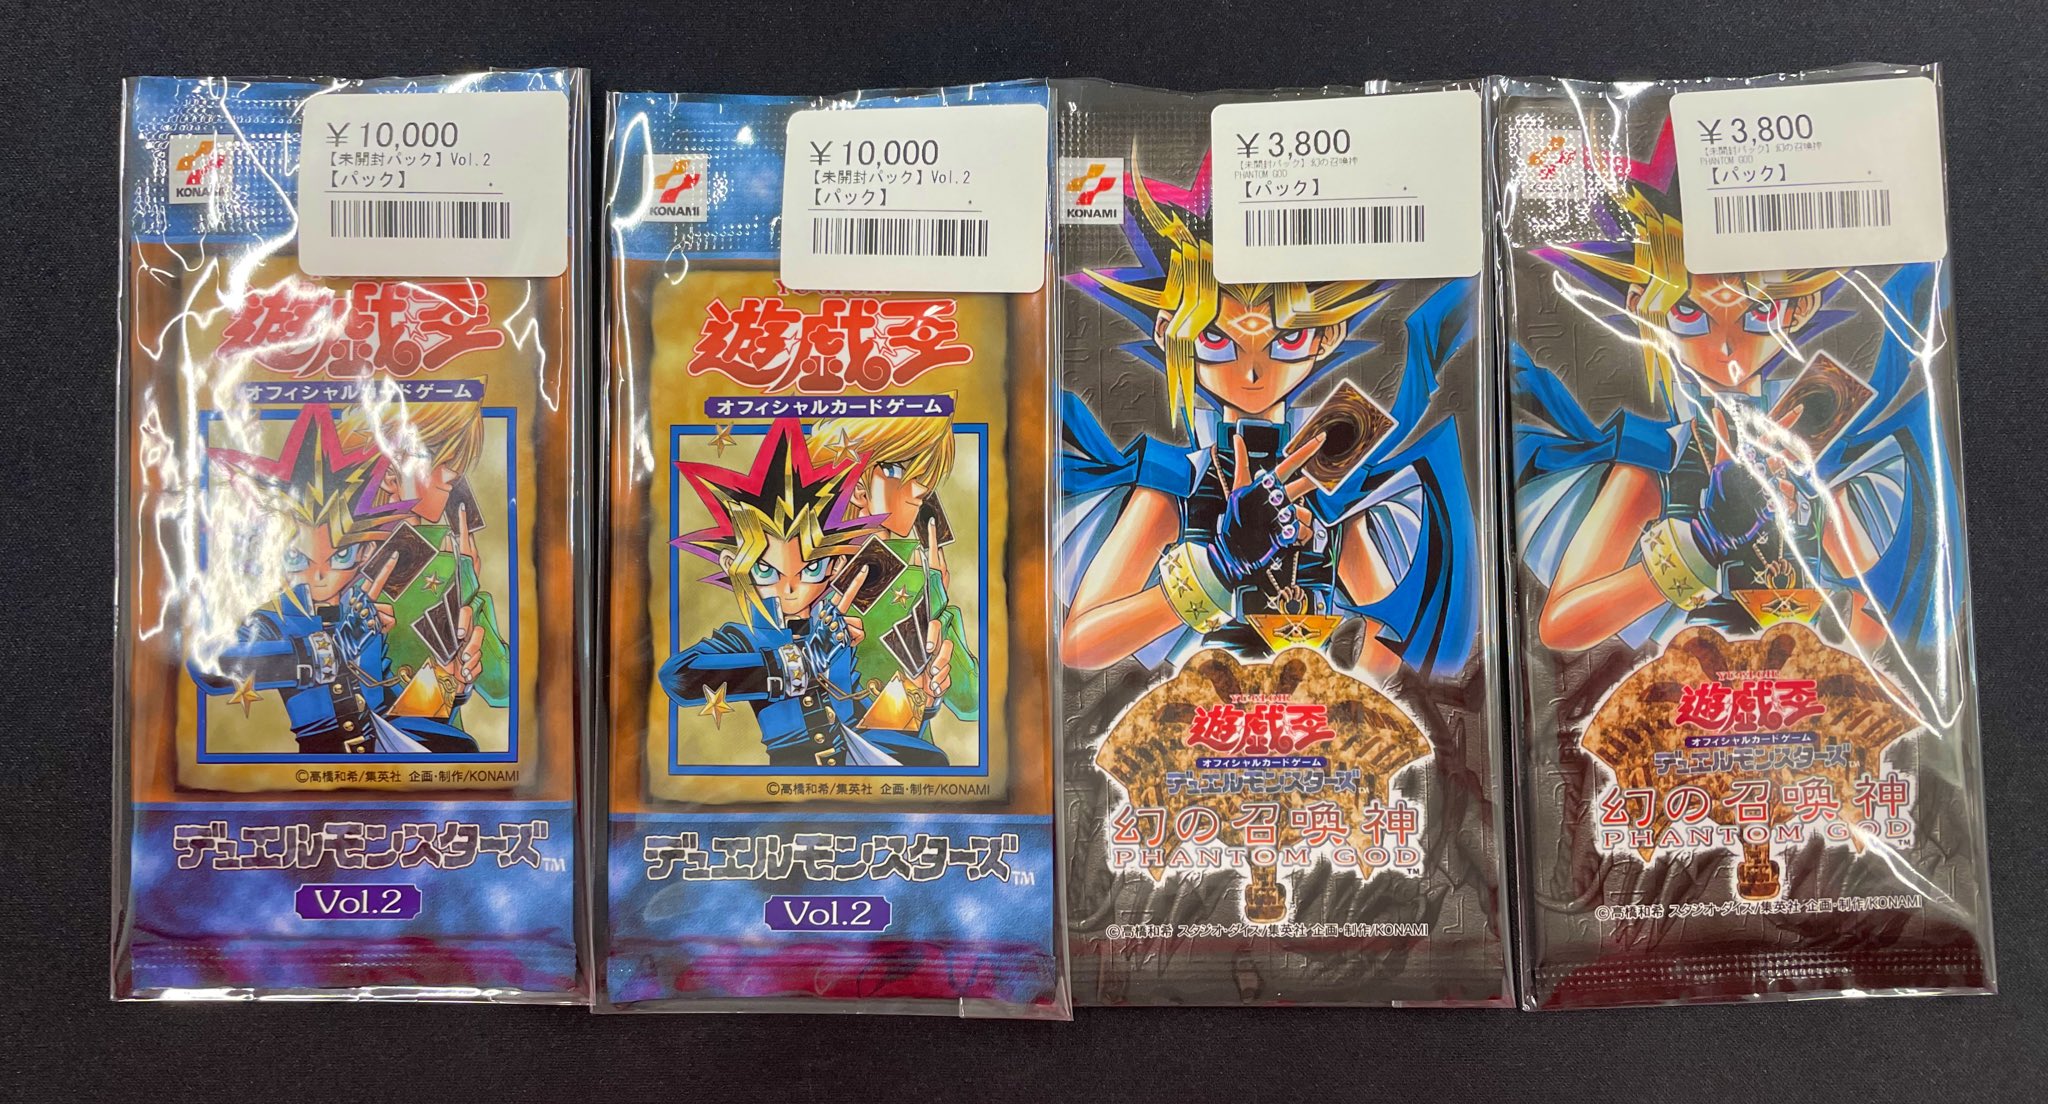 ¥10,000
【未開封パック】Vol.2
【パック】
KONAMI
遊戯王
オフィシャルカードゲーム
©高橋和希/集英社 企画・制作/KONAMI
デュエルモンスターズ™
Vol.2
¥10,000
【未開封パック】Vol.2
【パック】
KONAMI
遊戯王
オフィシャルカードゲーム
©高橋和希/集英社 企画・制作/KONAMI
デュエルモンスターズ™
Vol.2
¥3,800
【未開封パック】幻の召喚神
PHANTOM GOD
【パック】
KONAMI
YU-GI-OH!
遊戯王
オフィシャルカードゲーム
デュエルモンスターズ
幻の召喚神
PHANTOM GOD™
©高橋和希 スタジオ・ダイス/集英社 企画・制作/KONAMI
¥3,800
【未開封パック】幻の召喚神
PHANTOM GOD
【パック】
KONAMI
YU-GI-OH!
遊戯王
オフィシャルカードゲーム
デュエルモンスターズ
幻の召喚神
PHANTOM GOD™
©高橋和希 スタジオ・ダイス/集英社 企画・制作/KONAMI